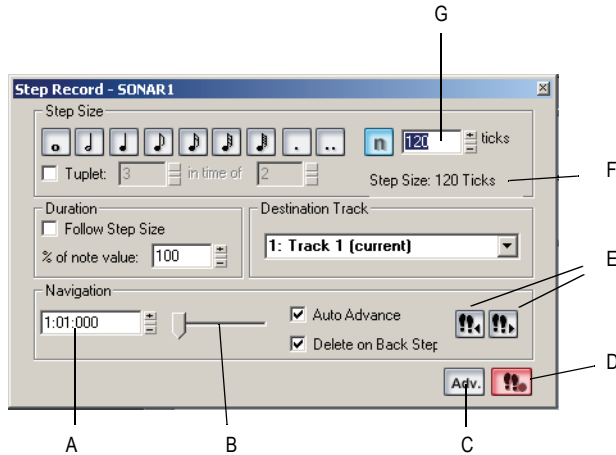 G
Step Record - SONAR1
Step Size
n 120 ticks
Tuplet: 3 in time of 2
Step Size: 120 Ticks
F
Duration
Follow Step Size
% of note value: 100
Destination Track
1: Track 1 (current)
E
Navigation
1:01:000
Auto Advance
Delete on Back Step
D
Adv.
A B C